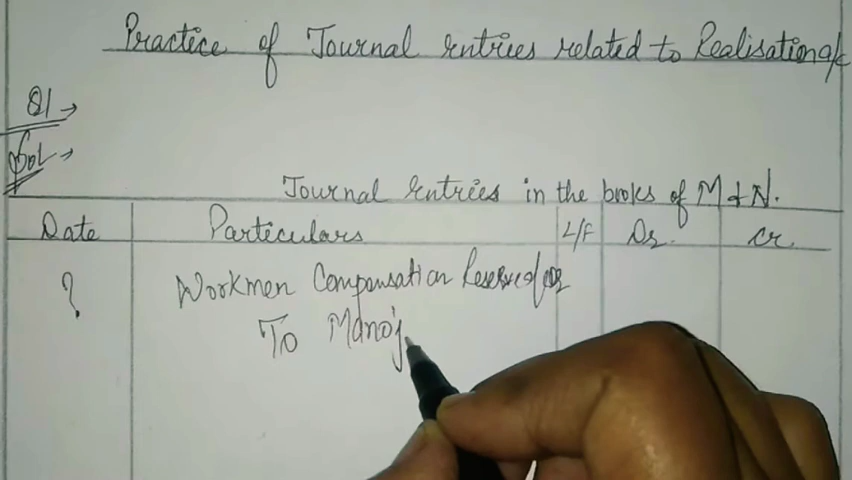 Practice of Journal entries related to Realisation a/c
Q1 →
Sol →
Journal entries in the books of M & N.
Date Particulars L/F Dr. Cr.
? Workmen Compensation Reserve a/c Dr
To Manoj